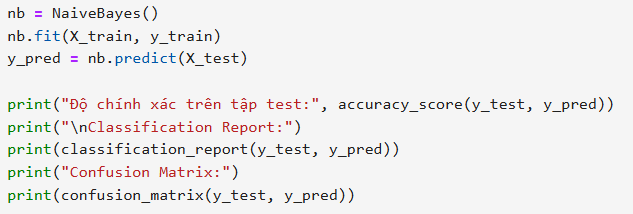 nb = NaiveBayes()
nb.fit(X_train, y_train)
y_pred = nb.predict(X_test)
print("Độ chính xác trên tập test:", accuracy_score(y_test, y_pred))
print("\nClassification Report:")
print(classification_report(y_test, y_pred))
print("Confusion Matrix:")
print(confusion_matrix(y_test, y_pred))